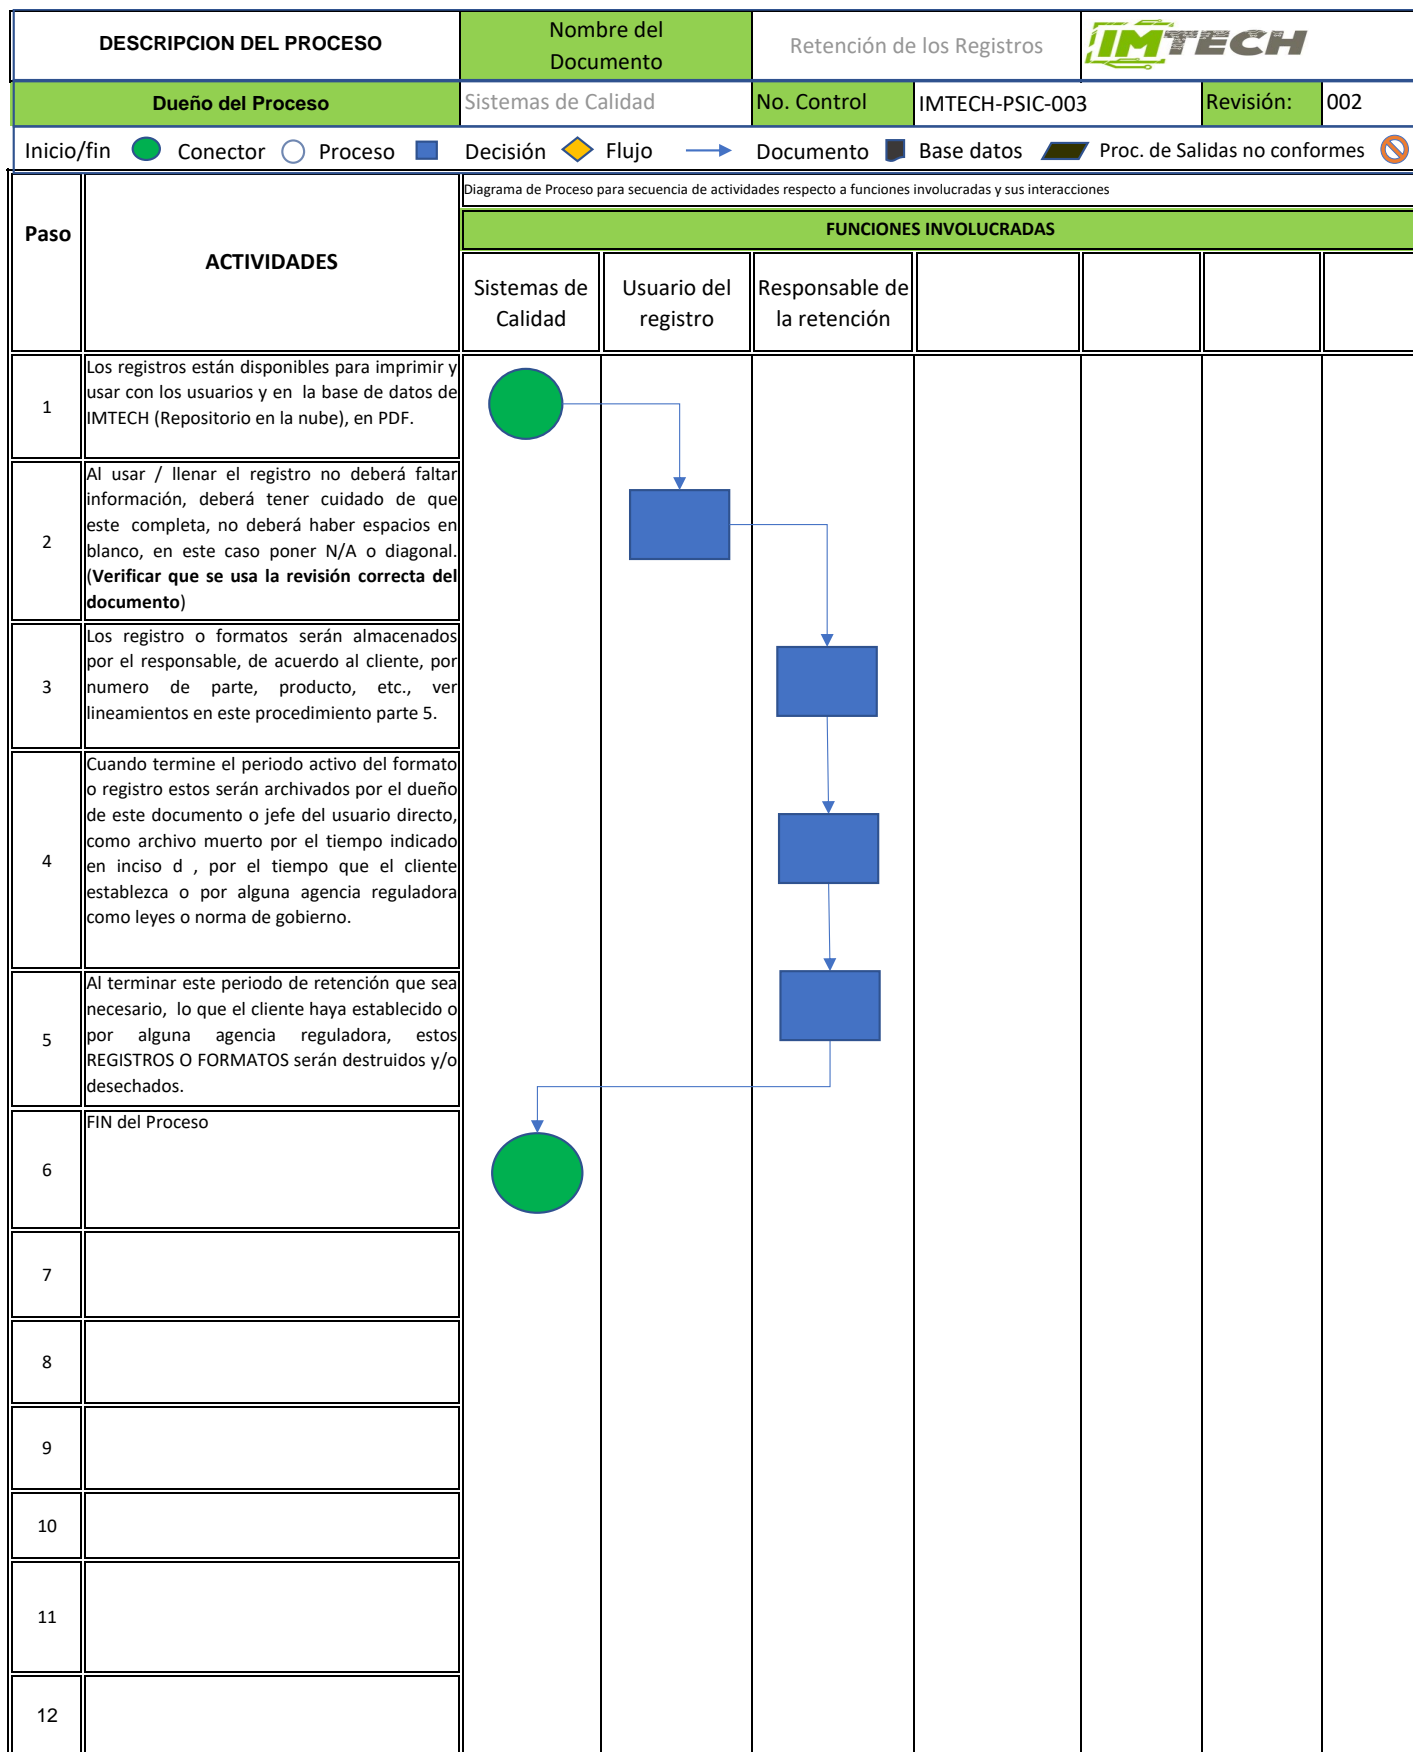 DESCRIPCION DEL PROCESO
Nombre del
Documento
Retención de los Registros
IMTECH
Dueño del Proceso
Sistemas de Calidad
No. Control
IMTECH-PSIC-003
Revisión:
002
Inicio/fin Conector Proceso Decisión Flujo Documento Base datos Proc. de Salidas no conformes
Paso
ACTIVIDADES
Diagrama de Proceso para secuencia de actividades respecto a funciones involucradas y sus interacciones
FUNCIONES INVOLUCRADAS
Sistemas de
Calidad
Usuario del
registro
Responsable de
la retención
1
Los registros están disponibles para imprimir y
usar con los usuarios y en la base de datos de
IMTECH (Repositorio en la nube), en PDF.
2
Al usar / llenar el registro no deberá faltar
información, deberá tener cuidado de que
este completa, no deberá haber espacios en
blanco, en este caso poner N/A o diagonal.
(Verificar que se usa la revisión correcta del
documento)
3
Los registro o formatos serán almacenados
por el responsable, de acuerdo al cliente, por
numero de parte, producto, etc., ver
lineamientos en este procedimiento parte 5.
4
Cuando termine el periodo activo del formato
o registro estos serán archivados por el dueño
de este documento o jefe del usuario directo,
como archivo muerto por el tiempo indicado
en inciso d , por el tiempo que el cliente
establezca o por alguna agencia reguladora
como leyes o norma de gobierno.
5
Al terminar este periodo de retención que sea
necesario, lo que el cliente haya establecido o
por alguna agencia reguladora, estos
REGISTROS O FORMATOS serán destruidos y/o
desechados.
6
FIN del Proceso
7
8
9
10
11
12